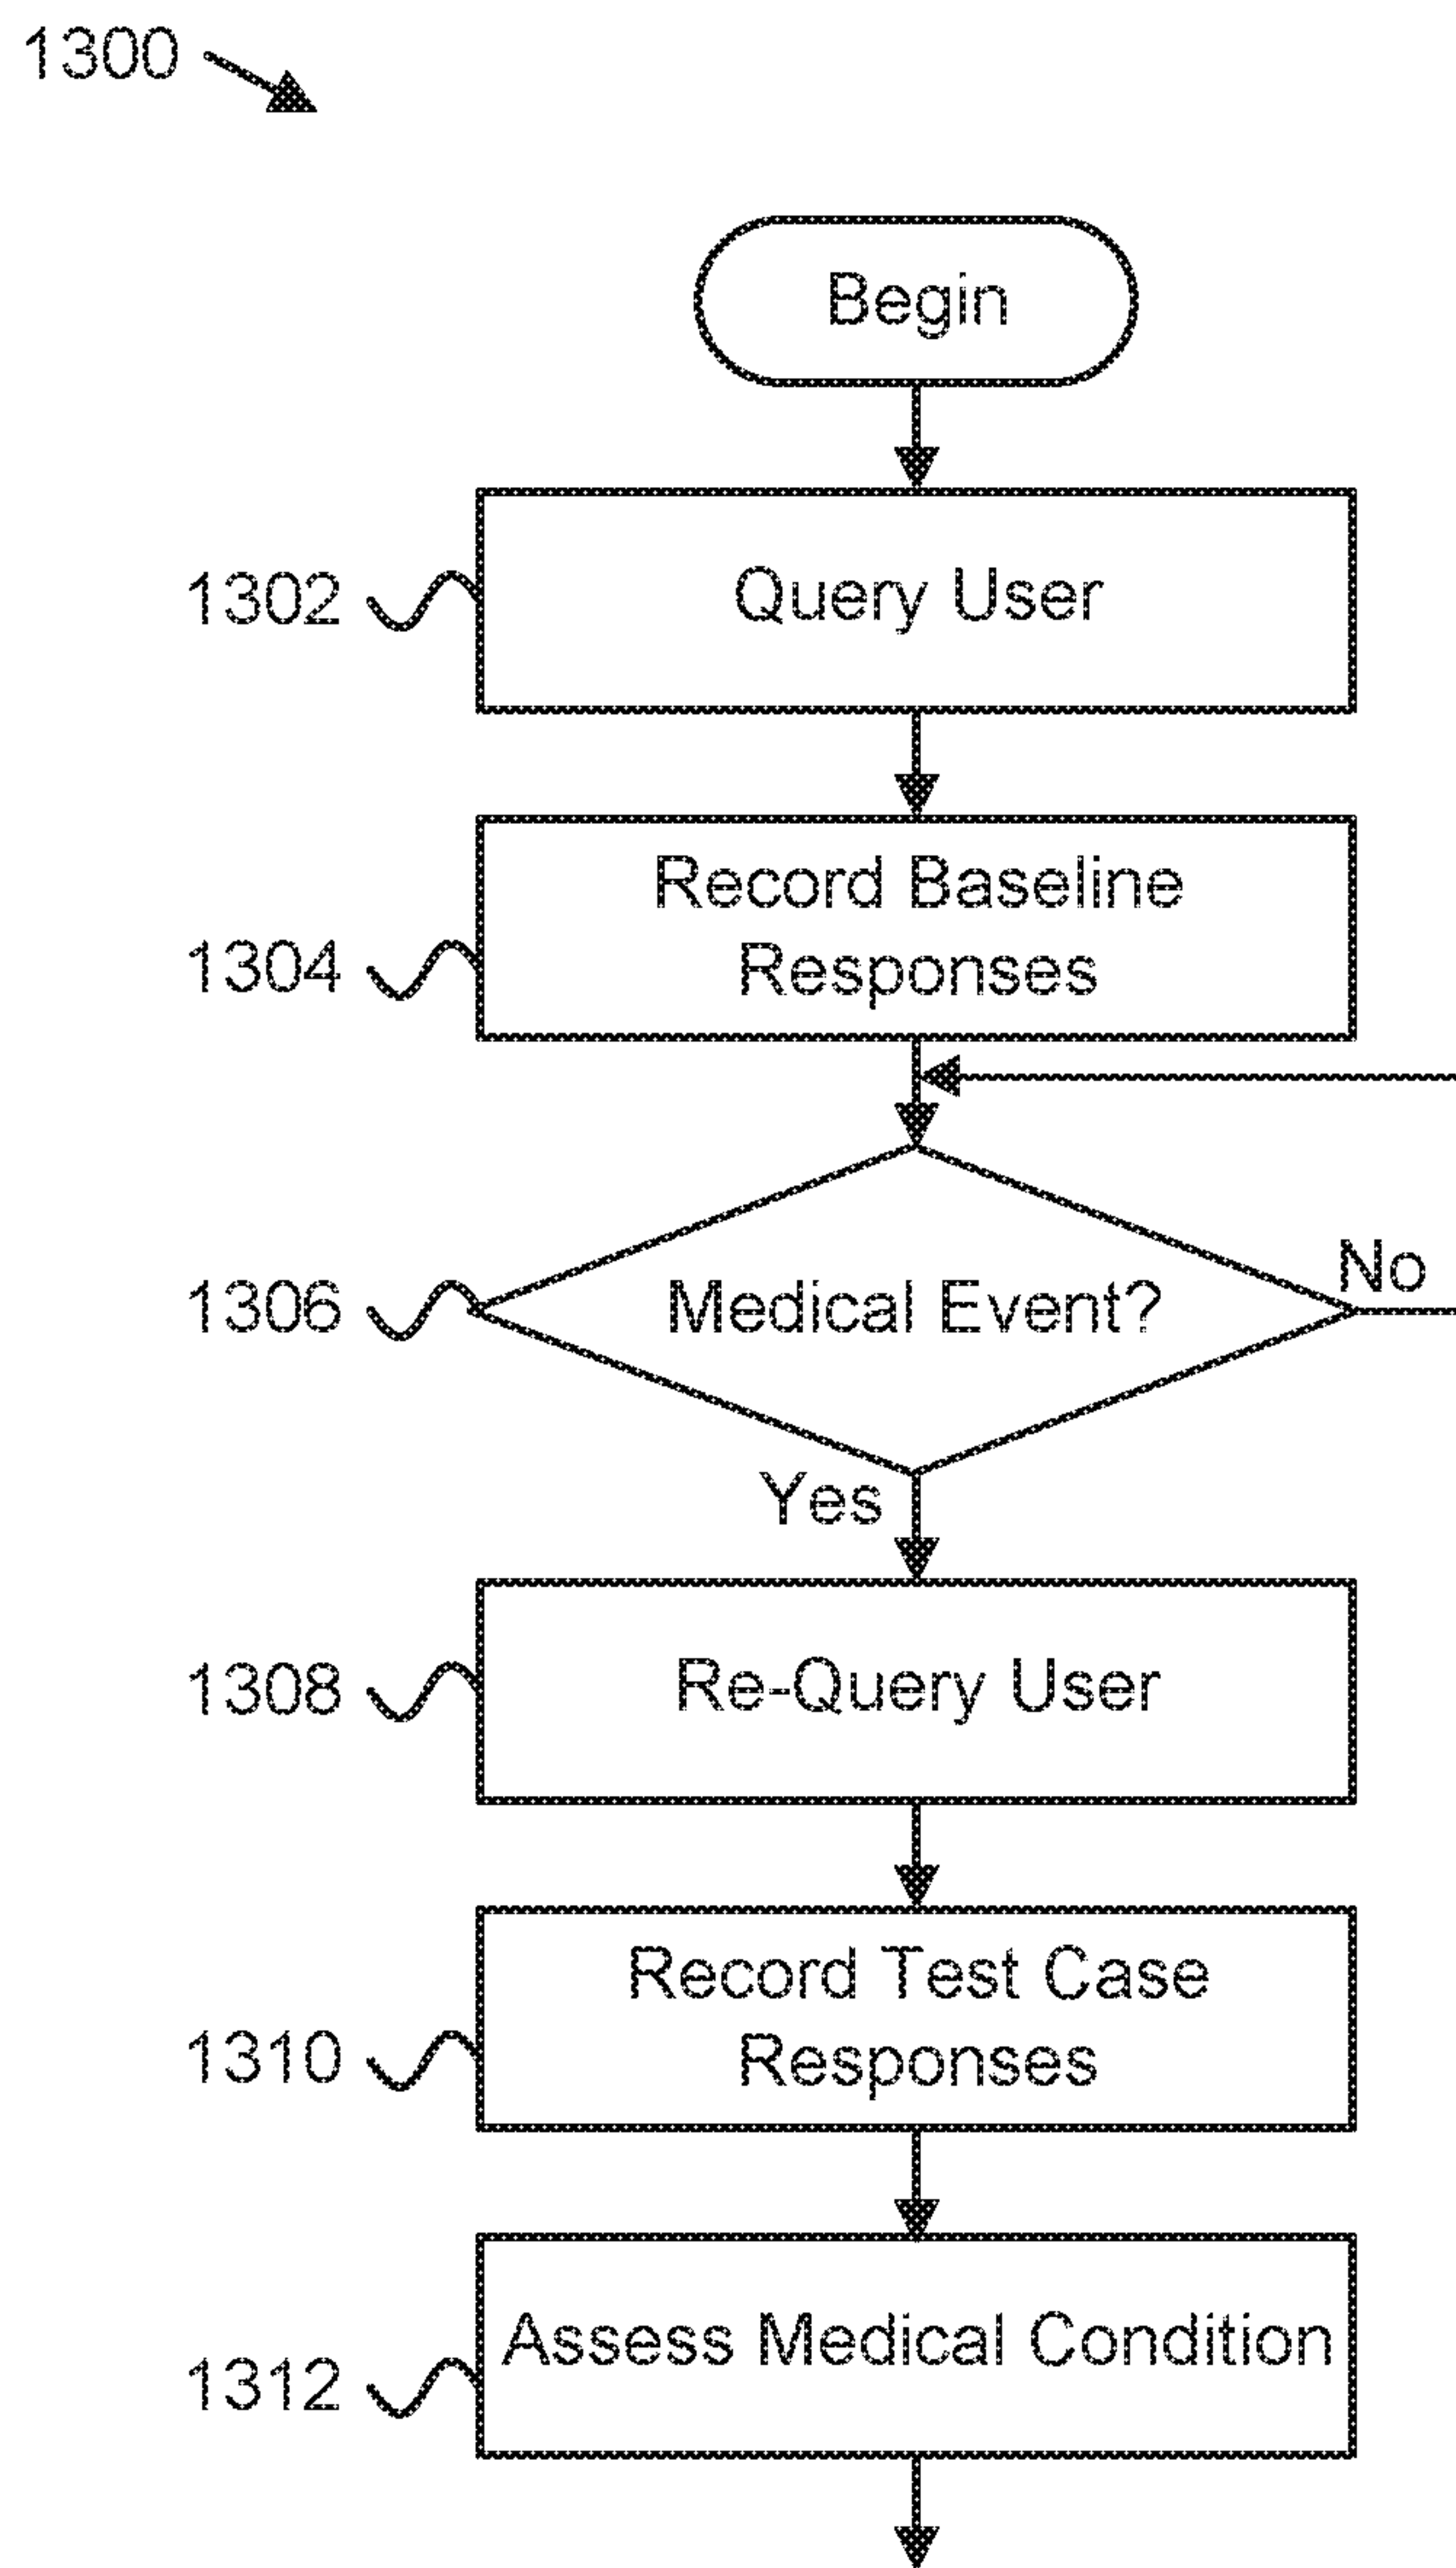 1300
Begin
1302
Query User
Record Baseline
1304
Responses
1306
Medical Event?
No
Yes
1308
Re-Query User
Record Test Case
1310
Responses
1312
Assess Medical Condition